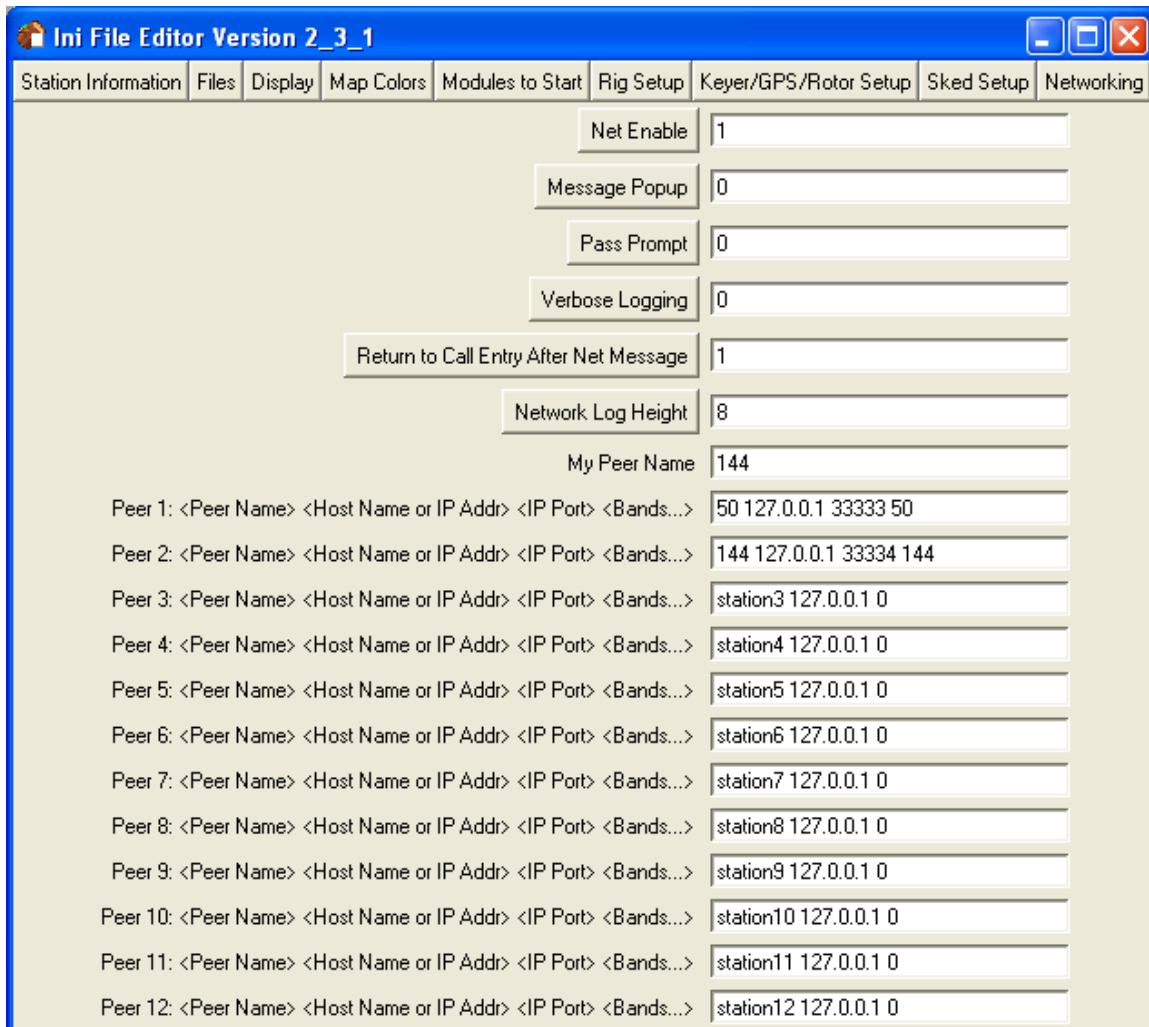 Ini File Editor Version 2_3_1
Station Information Files Display Map Colors Modules to Start Rig Setup Keyer/GPS/Rotor Setup Sked Setup Networking
Net Enable 1
Message Popup 0
Pass Prompt 0
Verbose Logging 0
Return to Call Entry After Net Message 1
Network Log Height 8
My Peer Name 144
Peer 1: <Peer Name> <Host Name or IP Addr> <IP Port> <Bands...> 50 127.0.0.1 33333 50
Peer 2: <Peer Name> <Host Name or IP Addr> <IP Port> <Bands...> 144 127.0.0.1 33334 144
Peer 3: <Peer Name> <Host Name or IP Addr> <IP Port> <Bands...> station3 127.0.0.1 0
Peer 4: <Peer Name> <Host Name or IP Addr> <IP Port> <Bands...> station4 127.0.0.1 0
Peer 5: <Peer Name> <Host Name or IP Addr> <IP Port> <Bands...> station5 127.0.0.1 0
Peer 6: <Peer Name> <Host Name or IP Addr> <IP Port> <Bands...> station6 127.0.0.1 0
Peer 7: <Peer Name> <Host Name or IP Addr> <IP Port> <Bands...> station7 127.0.0.1 0
Peer 8: <Peer Name> <Host Name or IP Addr> <IP Port> <Bands...> station8 127.0.0.1 0
Peer 9: <Peer Name> <Host Name or IP Addr> <IP Port> <Bands...> station9 127.0.0.1 0
Peer 10: <Peer Name> <Host Name or IP Addr> <IP Port> <Bands...> station10 127.0.0.1 0
Peer 11: <Peer Name> <Host Name or IP Addr> <IP Port> <Bands...> station11 127.0.0.1 0
Peer 12: <Peer Name> <Host Name or IP Addr> <IP Port> <Bands...> station12 127.0.0.1 0